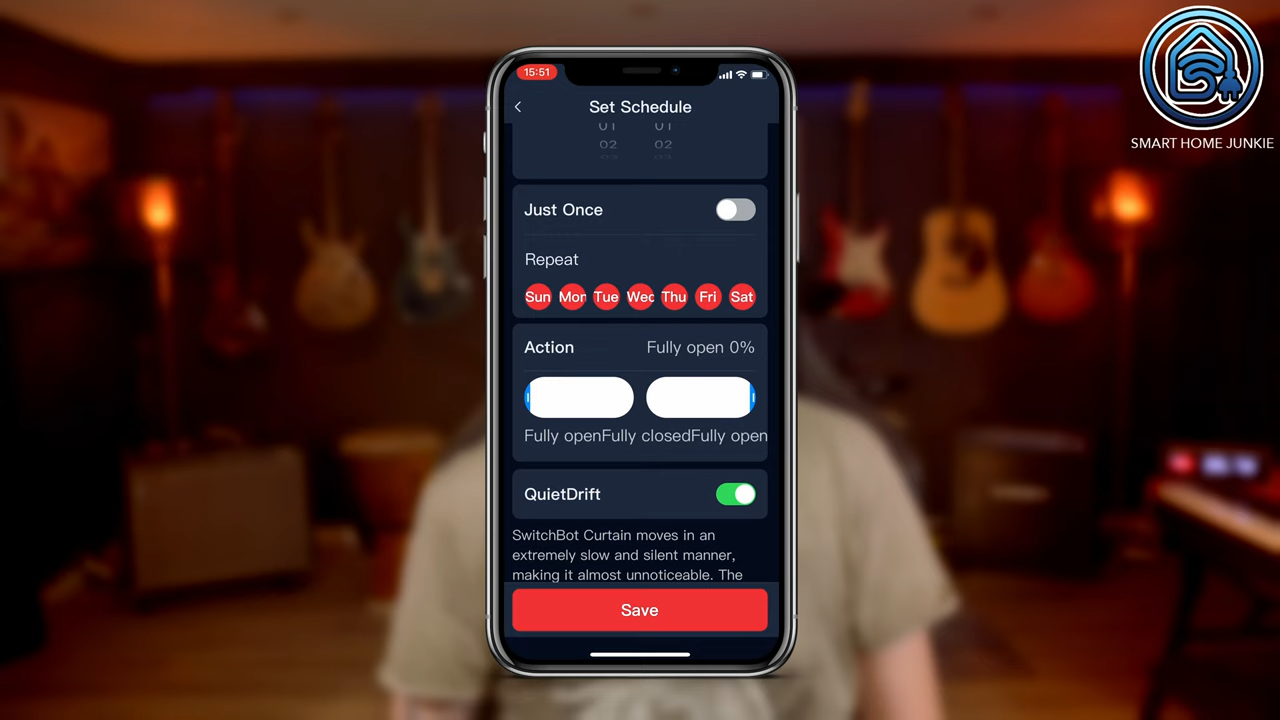 SMART HOME JUNKIE
15:51
Set Schedule
01 01
02 02
03 03
Just Once
Repeat
Sun Mon Tue Wed Thu Fri Sat
Action Fully open 0%
Fully openFully closedFully open
QuietDrift
SwitchBot Curtain moves in an
extremely slow and silent manner,
making it almost unnoticeable. The
Save